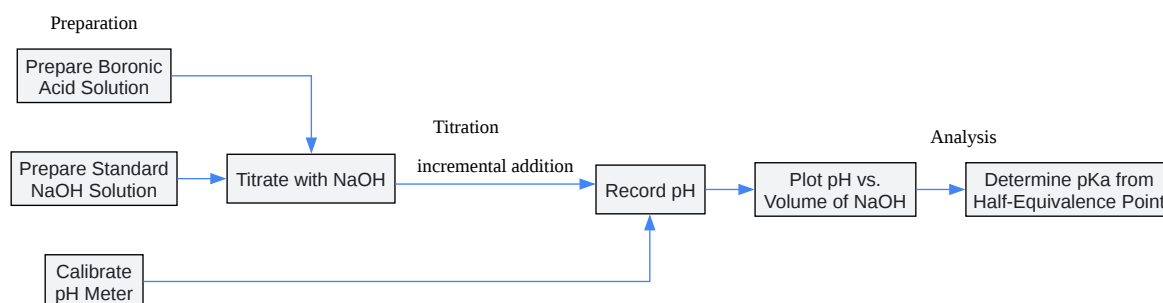 Preparation
Prepare Boronic
Acid Solution
Prepare Standard
NaOH Solution
Titrate with NaOH
Calibrate
pH Meter
Titration
incremental addition
Record pH
Analysis
Plot pH vs.
Volume of NaOH
Determine pKa from
Half-Equivalence Point